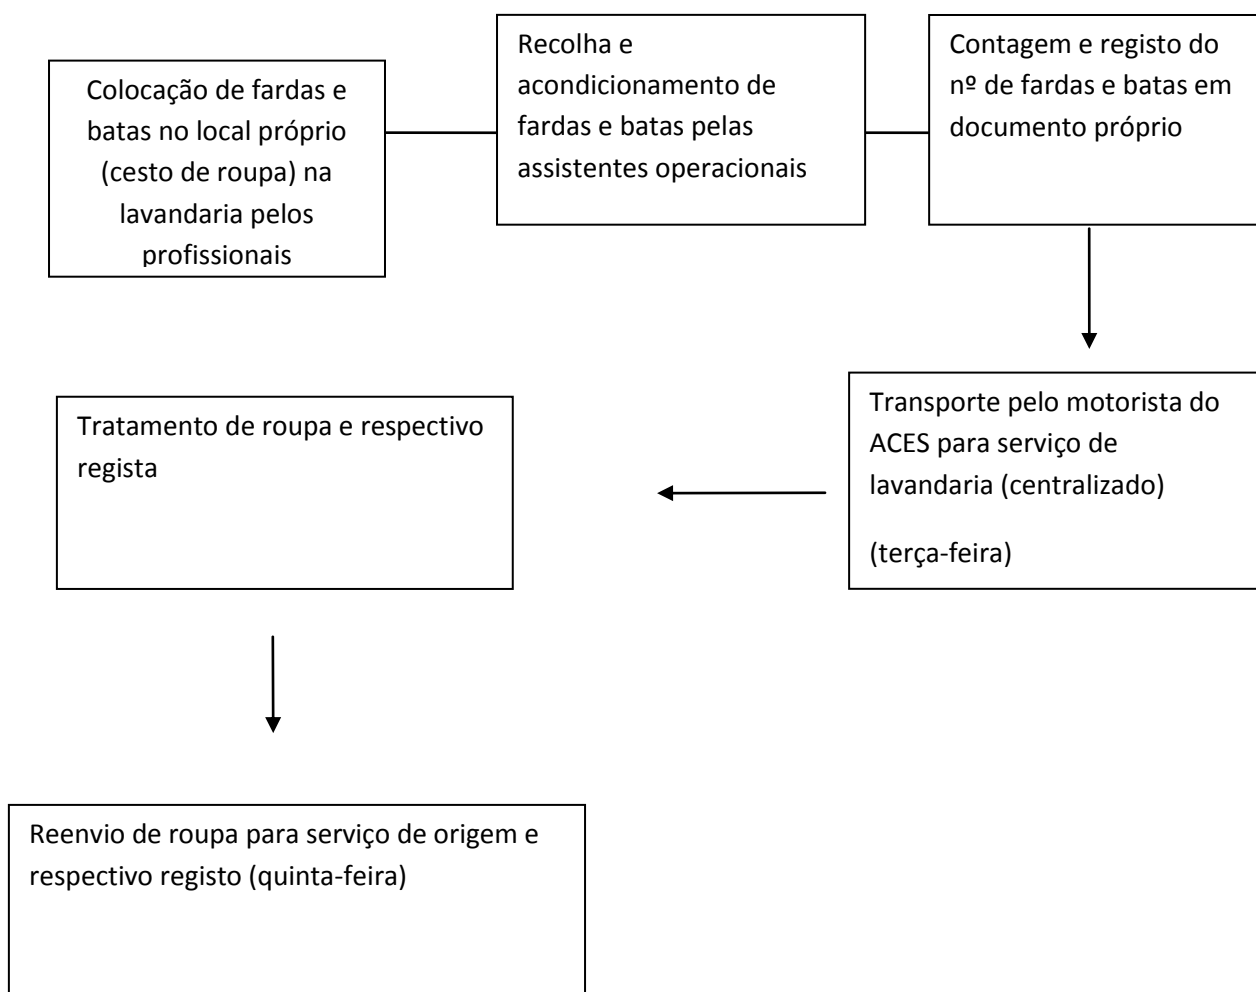 Colocação de fardas e
batas no local próprio
(cesto de roupa) na
lavandaria pelos
profissionais
Recolha e
acondicionamento de
fardas e batas pelas
assistentes operacionais
Contagem e registo do
nº de fardas e batas em
documento próprio
Transporte pelo motorista do
ACES para serviço de
lavandaria (centralizado)
(terça-feira)
Tratamento de roupa e respectivo
regista
Reenvio de roupa para serviço de origem e
respectivo registo (quinta-feira)